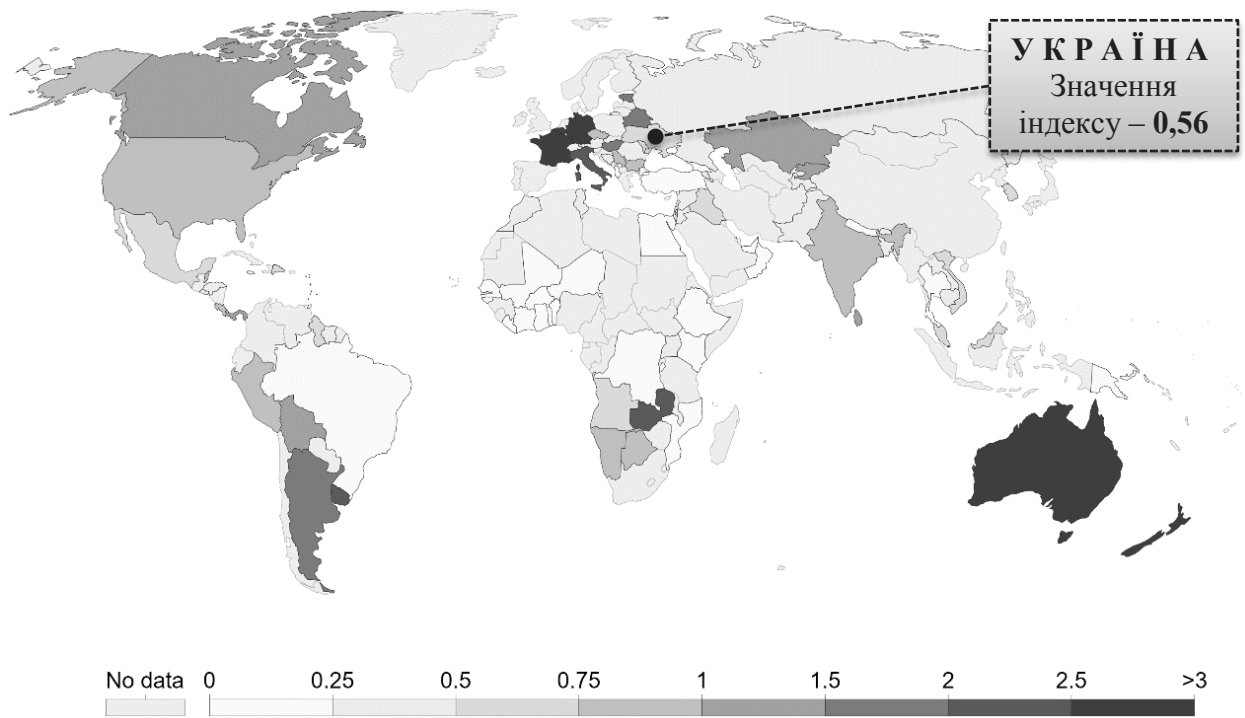 У К Р А Ї Н А
Значення
індексу – 0,56
No data 0 0.25 0.5 0.75 1 1.5 2 2.5 >3